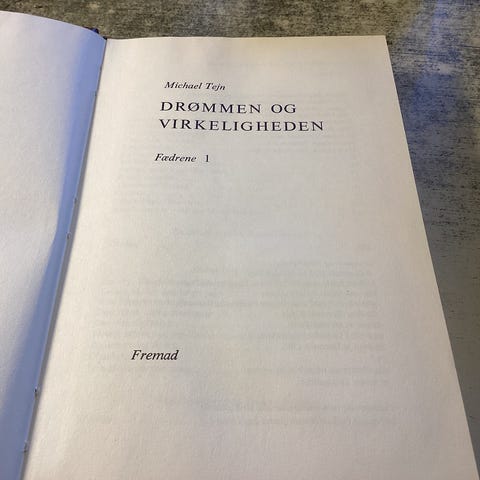 Michael Tejn
DRØMMEN OG
VIRKELIGHEDEN
Fædrene 1
Fremad